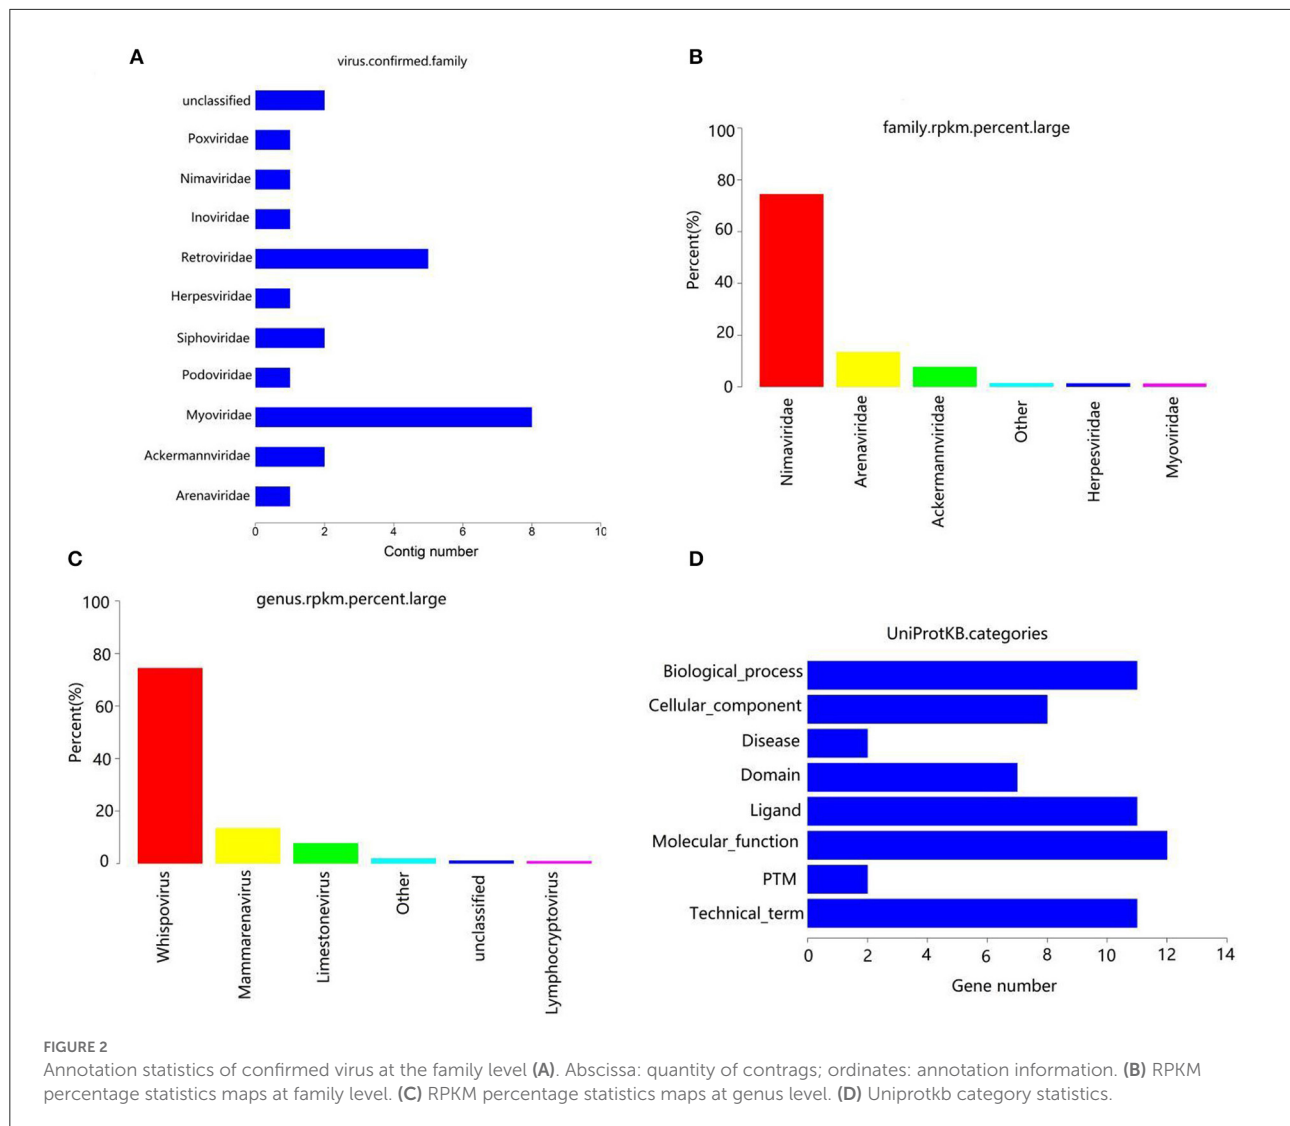 A
virus.confirmed.family
unclassified
Poxviridae
Nimaviridae
Inoviridae
Retroviridae
Herpesviridae
Siphoviridae
Podoviridae
Myoviridae
Ackermannviridae
Arenaviridae
0 2 4 6 8 10
Contig number
B
family.rpkm.percent.large
Percent(%)
100
80
60
40
20
0
Nimaviridae
Arenaviridae
Ackermannviridae
Other
Herpesviridae
Myoviridae
C
genus.rpkm.percent.large
Percent(%)
100
80
60
40
20
0
Whispovirus
Mammarenavirus
Limestonevirus
Other
unclassified
Lymphocryptovirus
D
UniProtKB.categories
Biological_process
Cellular_component
Disease
Domain
Ligand
Molecular_function
PTM
Technical_term
0 2 4 6 8 10 12 14
Gene number
FIGURE 2
Annotation statistics of confirmed virus at the family level (A). Abscissa: quantity of contrags; ordinates: annotation information. (B) RPKM
percentage statistics maps at family level. (C) RPKM percentage statistics maps at genus level. (D) Uniprotkb category statistics.